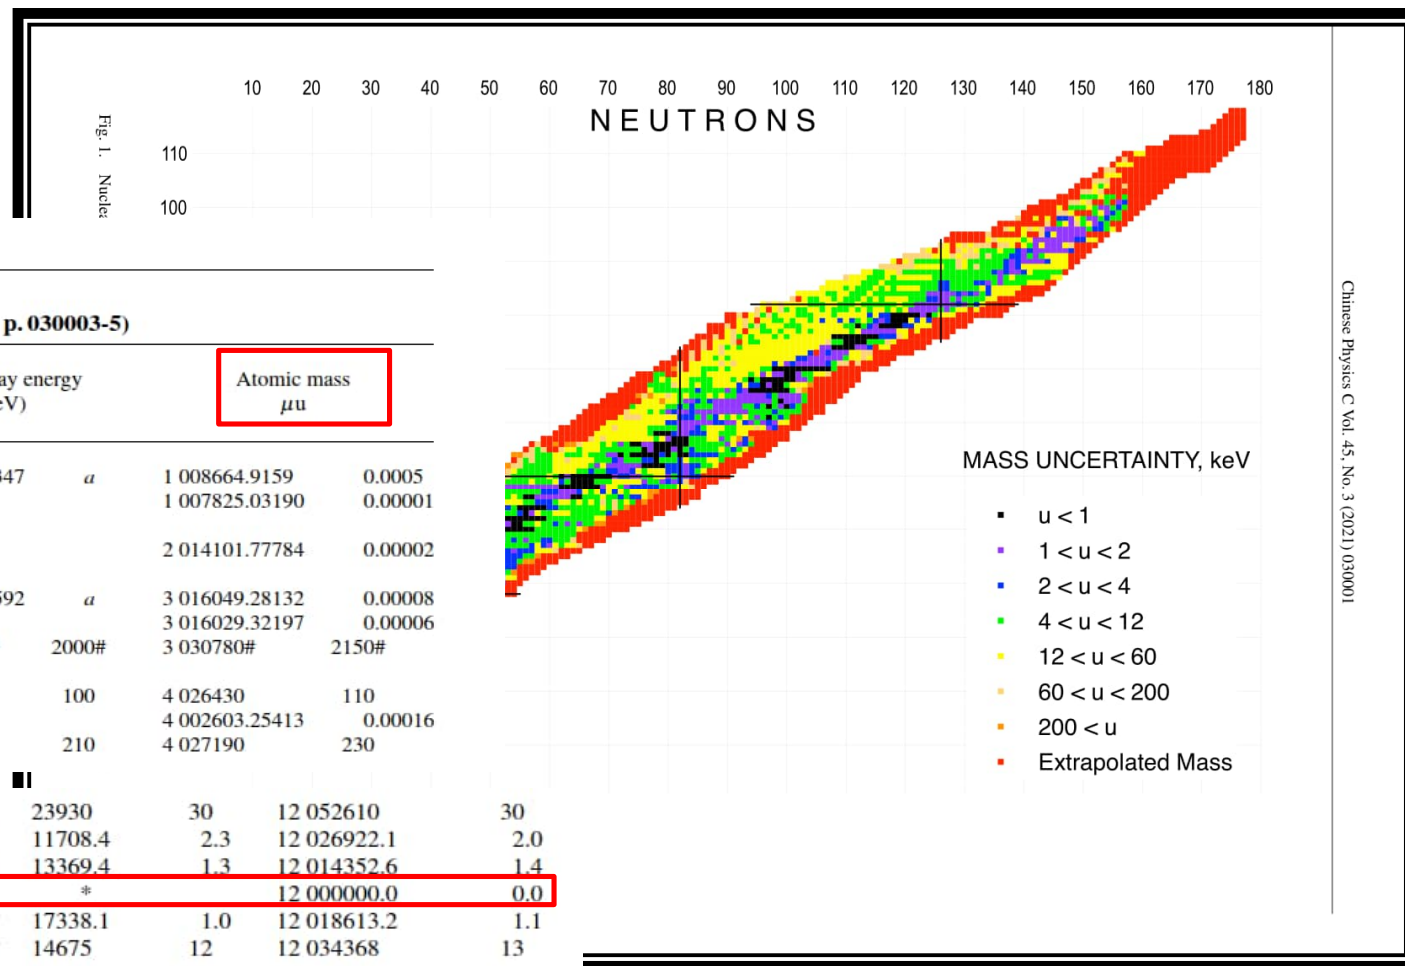 10 20 30 40 50 60 70 80 90 100 110 120 130 140 150 160 170 180
NEUTRONS
110
100
Fig. 1. Nucle
p. 030003-5)
ay energy
eV)
Atomic mass
μu
347 a 1 008664.9159 0.0005
1 007825.03190 0.00001
2 014101.77784 0.00002
592 a 3 016049.28132 0.00008
3 016029.32197 0.00006
2000# 3 030780# 2150#
100 4 026430 110
4 002603.25413 0.00016
210 4 027190 230
23930 30 12 052610 30
11708.4 2.3 12 026922.1 2.0
13369.4 1.3 12 014352.6 1.4
* 12 000000.0 0.0
17338.1 1.0 12 018613.2 1.1
14675 12 12 034368 13
MASS UNCERTAINTY, keV
u < 1
1 < u < 2
2 < u < 4
4 < u < 12
12 < u < 60
60 < u < 200
200 < u
Extrapolated Mass
Chinese Physics C Vol. 45, No. 3 (2021) 030001